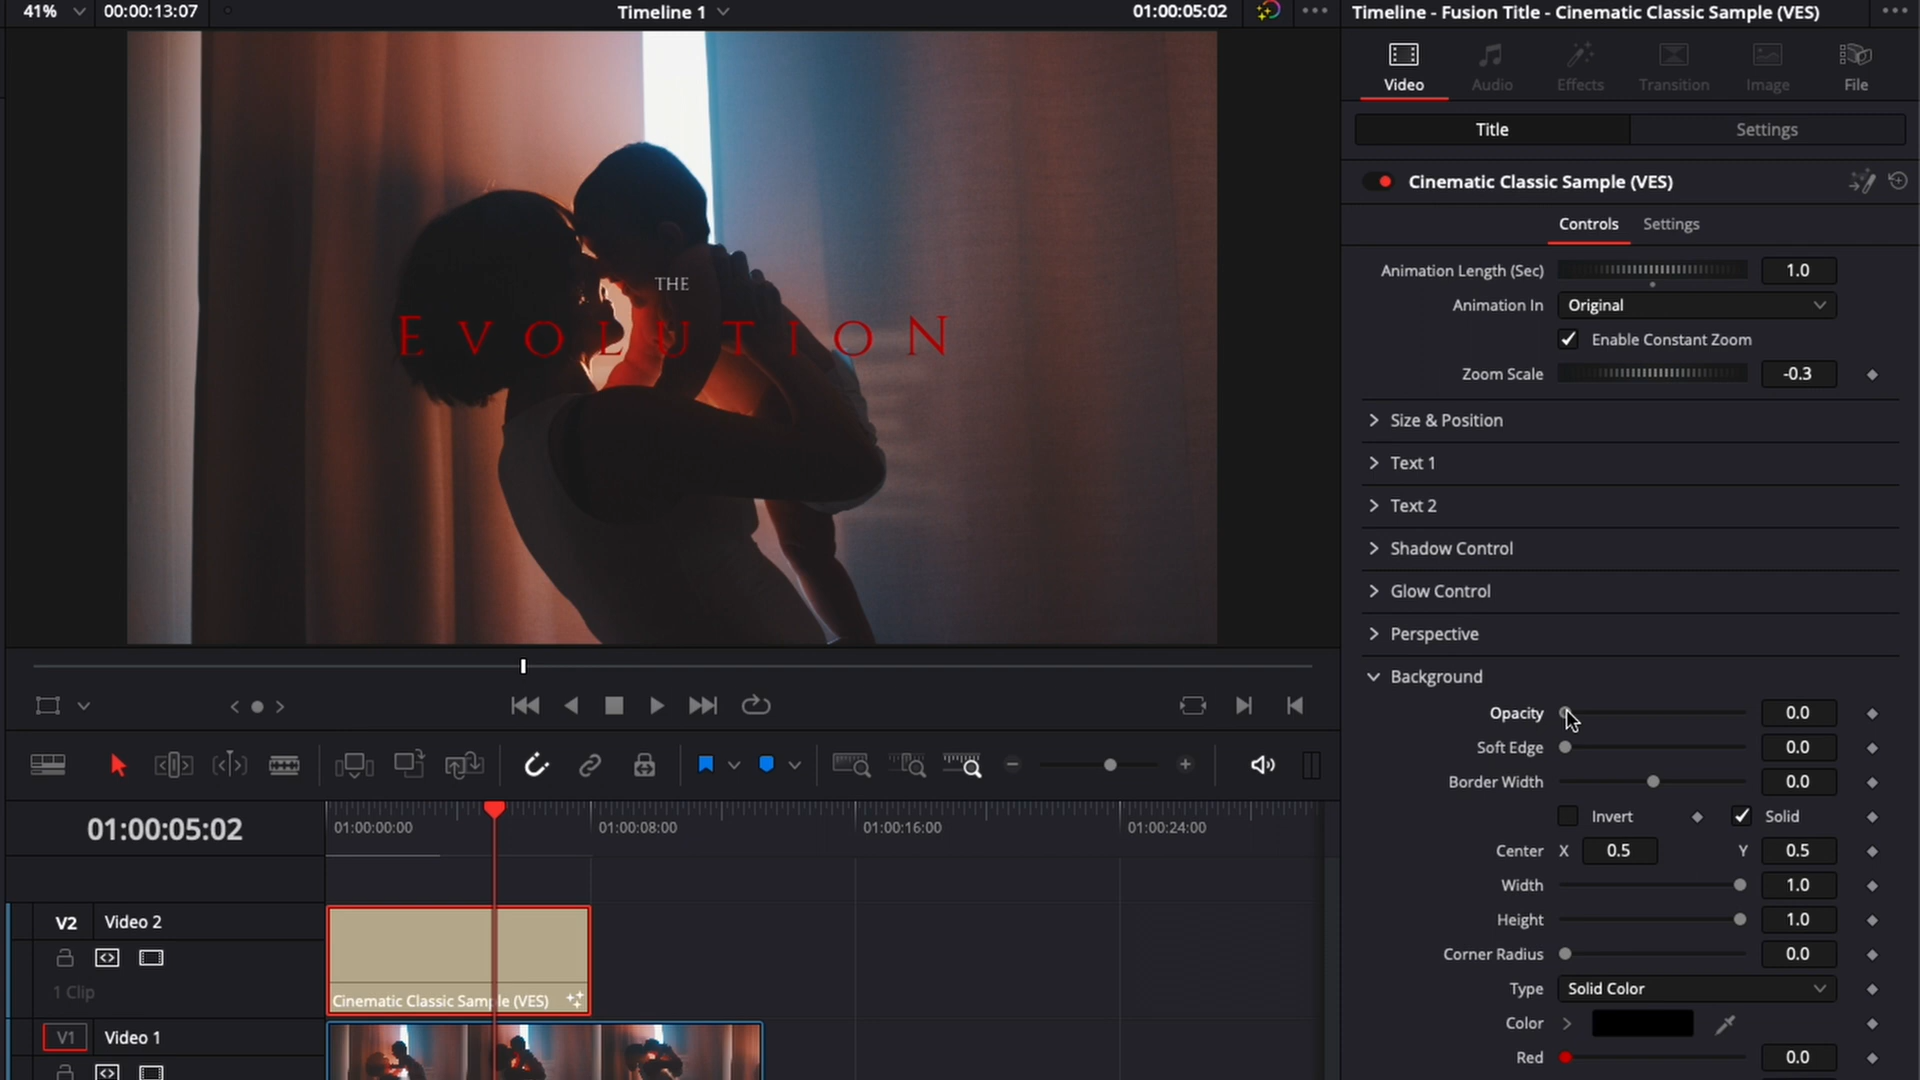 41% 00:00:13:07 Timeline 1 01:00:05:02 Timeline - Fusion Title - Cinematic Classic Sample (VES)
Video Audio Effects Transition Image File
Title Settings
Cinematic Classic Sample (VES)
Controls Settings
Animation Length (Sec) 1.0
Animation In Original
Enable Constant Zoom
Zoom Scale -0.3
Size & Position
Text 1
Text 2
Shadow Control
Glow Control
Perspective
Background
Opacity 0.0
Soft Edge 0.0
Border Width 0.0
Invert Solid
Center X 0.5 Y 0.5
Width 1.0
Height 1.0
Corner Radius 0.0
Type Solid Color
Color
Red 0.0
THE
EVOLUTION
01:00:05:02 01:00:00:00 01:00:08:00 01:00:16:00 01:00:24:00
V2 Video 2
1 Clip
Cinematic Classic Sample (VES)
V1 Video 1